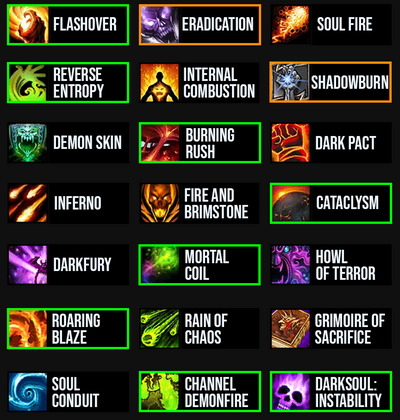 FLASHOVER
ERADICATION
SOUL FIRE
REVERSE
ENTROPY
INTERNAL
COMBUSTION
SHADOWBURN
DEMON SKIN
BURNING
RUSH
DARK PACT
INFERNO
FIRE AND
BRIMSTONE
CATACLYSM
DARKFURY
MORTAL
COIL
HOWL
OF TERROR
ROARING
BLAZE
RAIN OF
CHAOS
GRIMOIRE OF
SACRIFICE
SOUL
CONDUIT
CHANNEL
DEMONFIRE
DARKSOUL:
INSTABILITY